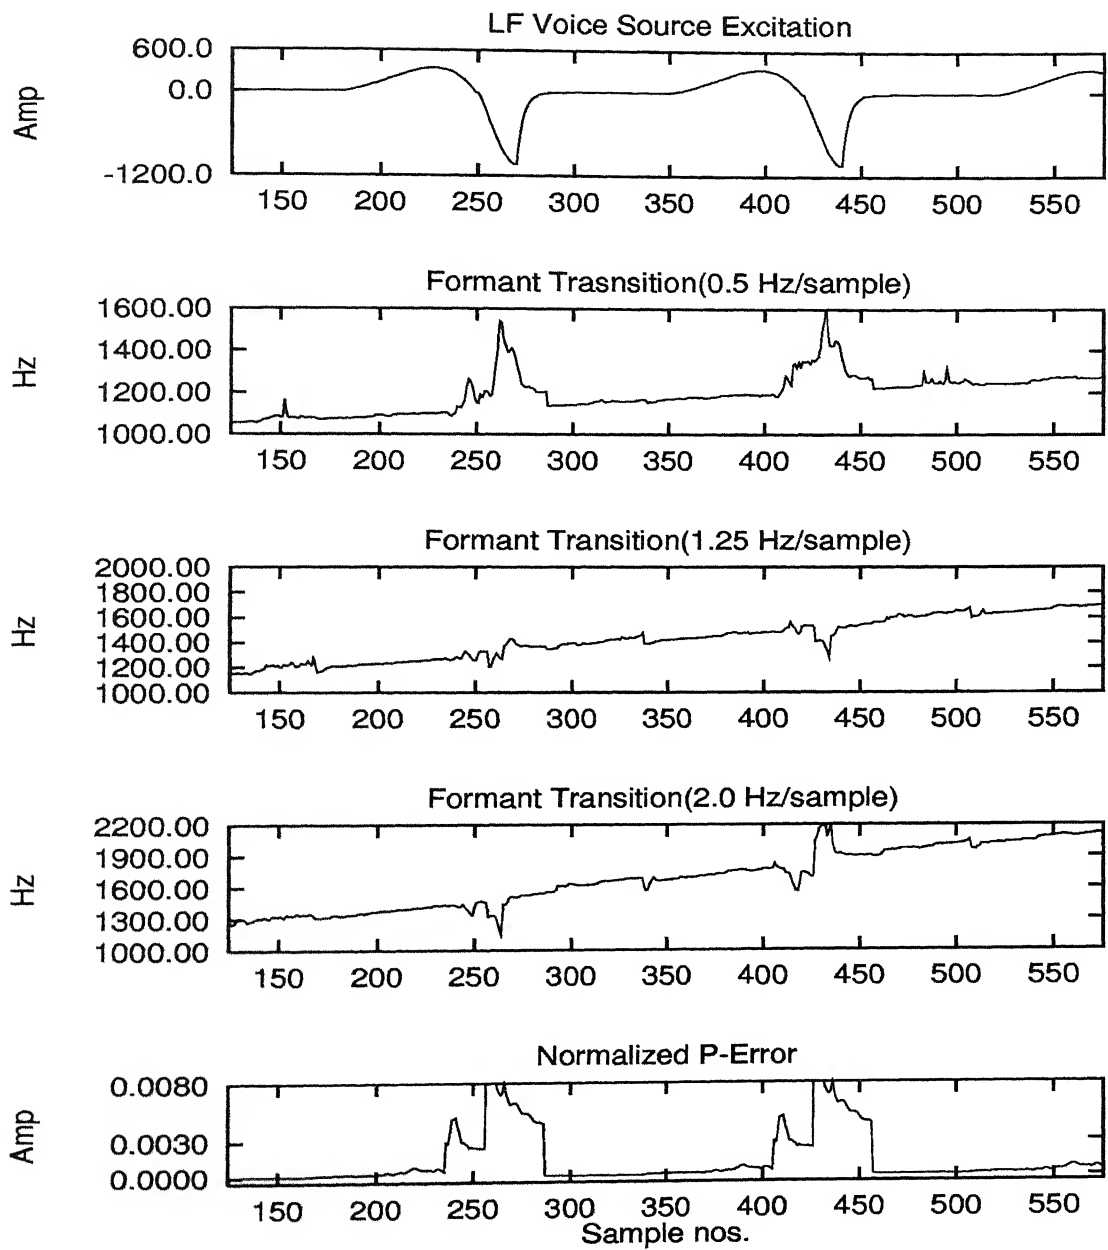 LF Voice Source Excitation
600.0
0.0
-1200.0
Amp
150 200 250 300 350 400 450 500 550
Formant Trasnsition(0.5 Hz/sample)
1600.00
1400.00
1200.00
1000.00
Hz
150 200 250 300 350 400 450 500 550
Formant Transition(1.25 Hz/sample)
2000.00
1800.00
1600.00
1400.00
1200.00
1000.00
Hz
150 200 250 300 350 400 450 500 550
Formant Transition(2.0 Hz/sample)
2200.00
1900.00
1600.00
1300.00
1000.00
Hz
150 200 250 300 350 400 450 500 550
Normalized P-Error
0.0080
0.0030
0.0000
Amp
150 200 250 300 350 400 450 500 550
Sample nos.